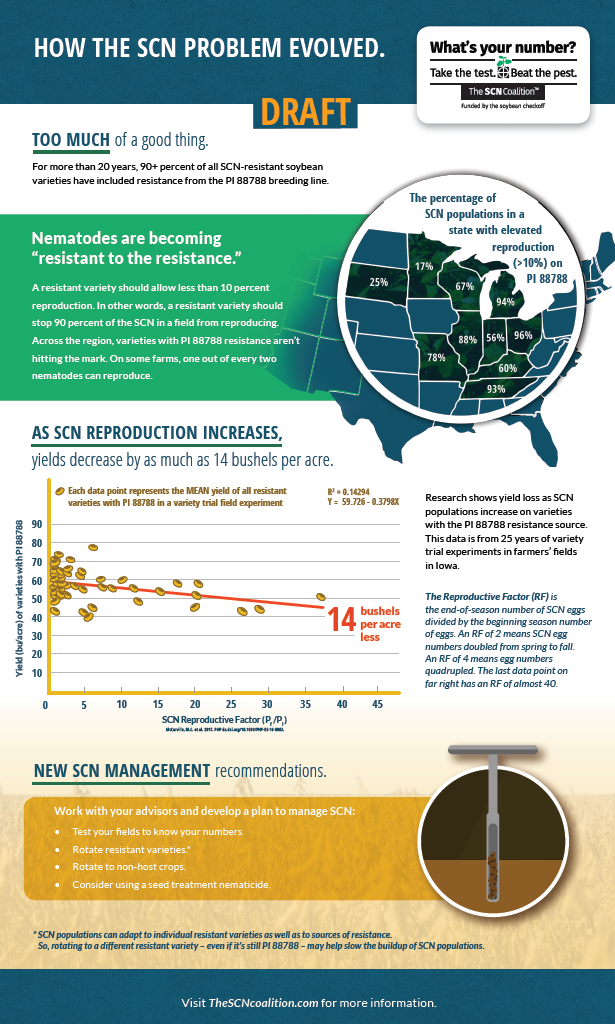 HOW THE SCN PROBLEM EVOLVED.
What's your number?
Take the test. Beat the pest.
The SCN Coalition™
Funded by the soybean checkoff
DRAFT
TOO MUCH of a good thing.
For more than 20 years, 90+ percent of all SCN-resistant soybean
varieties have included resistance from the PI 88788 breeding line.
The percentage of
SCN populations in a
state with elevated
reproduction
(>10%) on
PI 88788
Nematodes are becoming
“resistant to the resistance.”
A resistant variety should allow less than 10 percent
reproduction. In other words, a resistant variety should
stop 90 percent of the SCN in a field from reproducing.
Across the region, varieties with PI 88788 resistance aren't
hitting the mark. On some farms, one out of every two
nematodes can reproduce.
17%
25%
67%
94%
88%
56%
96%
78%
60%
93%
AS SCN REPRODUCTION INCREASES,
yields decrease by as much as 14 bushels per acre.
Each data point represents the MEAN yield of all resistant
varieties with PI 88788 in a variety trial field experiment
R² = 0.14294
Y = 59.726 - 0.3798X
Yield (bu/acre) of varieties with PI 88788
90
80
70
60
50
40
30
20
10
0 5 10 15 20 25 30 35 40 45
14 bushels
per acre
less
SCN Reproductive Factor (Pf/Pi)
Research shows yield loss as SCN
populations increase on varieties
with the PI 88788 resistance source.
This data is from 25 years of variety
trial experiments in farmers' fields
in Iowa.
The Reproductive Factor (RF) is
the end-of-season number of SCN eggs
divided by the beginning season number
of eggs. An RF of 2 means SCN egg
numbers doubled from spring to fall.
An RF of 4 means egg numbers
quadrupled. The last data point on
far right has an RF of almost 40.
NEW SCN MANAGEMENT recommendations.
Work with your advisors and develop a plan to manage SCN:
• Test your fields to know your numbers.
• Rotate resistant varieties.*
• Rotate to non-host crops.
• Consider using a seed treatment nematicide.
* SCN populations can adapt to individual resistant varieties as well as to sources of resistance.
So, rotating to a different resistant variety – even if it's still PI 88788 – may help slow the buildup of SCN populations.
Visit TheSCNcoalition.com for more information.